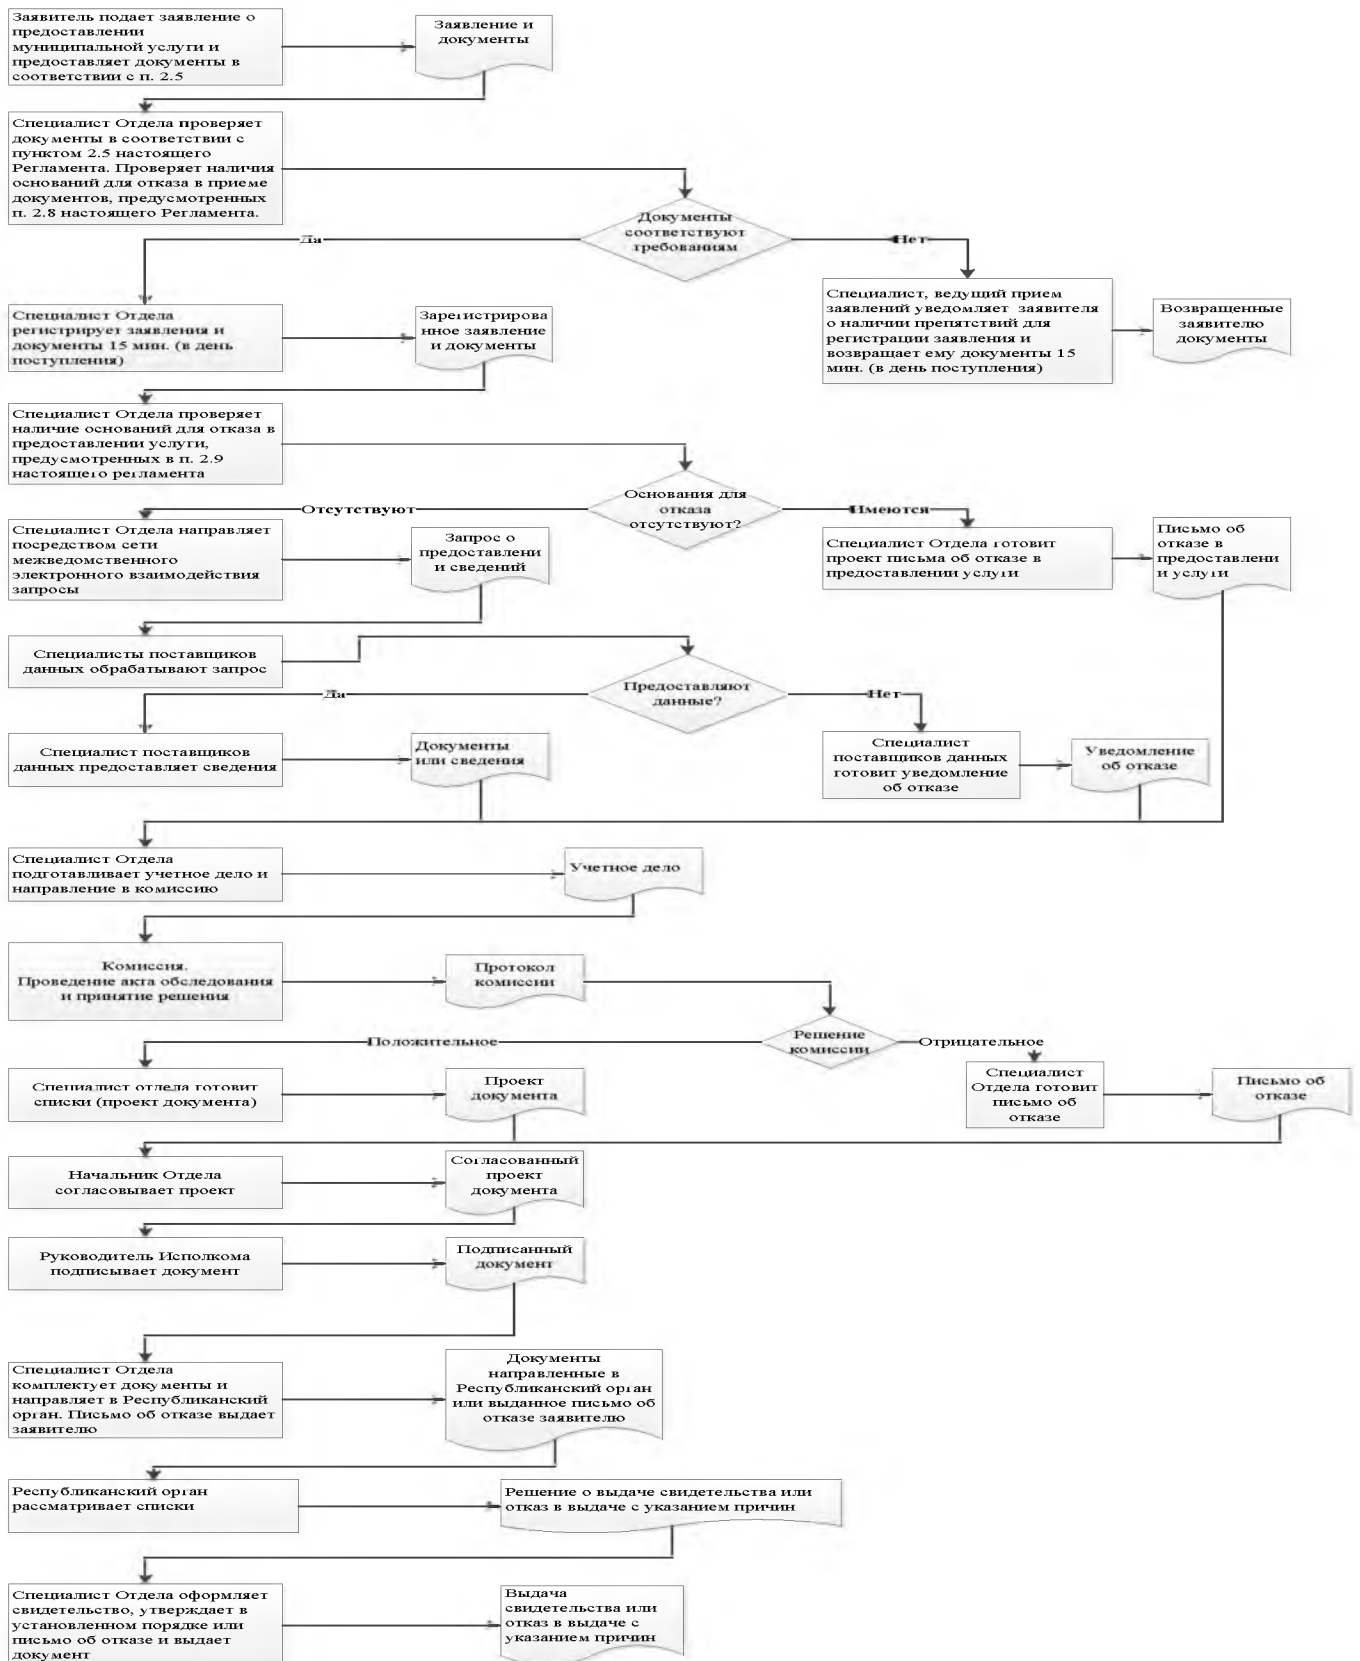 Заявитель подает заявление о
предоставлении
муниципальной услуги и
предоставляет документы в
соответствии с п. 2.5
Заявление и
документы
Специалист Отдела проверяет
документы в соответствии с
пунктом 2.5 настоящего
Регламента. Проверяет наличия
оснований для отказа в приеме
документов, предусмотренных
п. 2.8 настоящего Регламента.
Документы
соответствуют
требованиям
Да
Нет
Специалист Отдела
регистрирует заявления и
документы 15 мин. (в день
поступления)
Зарегистрирова
нное заявление
и документы
Специалист, ведущий прием
заявлений уведомляет заявителя
о наличии препятствий для
регистрации заявления и
возвращает ему документы 15
мин. (в день поступления)
Возвращенные
заявителю
документы
Специалист Отдела проверяет
наличие оснований для отказа в
предоставлении услуги,
предусмотренных в п. 2.9
настоящего регламента
Основания для
отказа
отсутствуют?
Отсутствуют
Имеются
Специалист Отдела направляет
посредством сети
межведомственного
электронного взаимодействия
запросы
Запрос о
предоставлени
и сведений
Специалист Отдела готовит
проект письма об отказе в
предоставлении услуги
Письмо об
отказе в
предоставлени
и услуги
Специалисты поставщиков
данных обрабатывают запрос
Предоставляют
данные?
Да
Нет
Специалист поставщиков
данных предоставляет сведения
Документы
или сведения
Специалист
поставщиков данных
готовит уведомление
об отказе
Уведомление
об отказе
Специалист Отдела
подготавливает учетное дело и
направление в комиссию
Учетное дело
Комиссия.
Проведение акта обследования
и принятие решения
Протокол
комиссии
Решение
комиссии
Положительное
Отрицательное
Специалист отдела готовит
списки (проект документа)
Проект
документа
Специалист
Отдела готовит
письмо об
отказе
Письмо об
отказе
Начальник Отдела
согласовывает проект
Согласованный
проект
документа
Руководитель Исполкома
подписывает документ
Подписанный
документ
Специалист Отдела
комплектует документы и
направляет в Республиканский
орган. Письмо об отказе выдает
заявителю
Документы
направленные в
Республиканский орган
или выданное письмо об
отказе заявителю
Республиканский орган
рассматривает списки
Решение о выдаче свидетельства или
отказ в выдаче с указанием причин
Специалист Отдела оформляет
свидетельство, утверждает в
установленном порядке или
письмо об отказе и выдает
документ
Выдача
свидетельства или
отказ в выдаче с
указанием причин